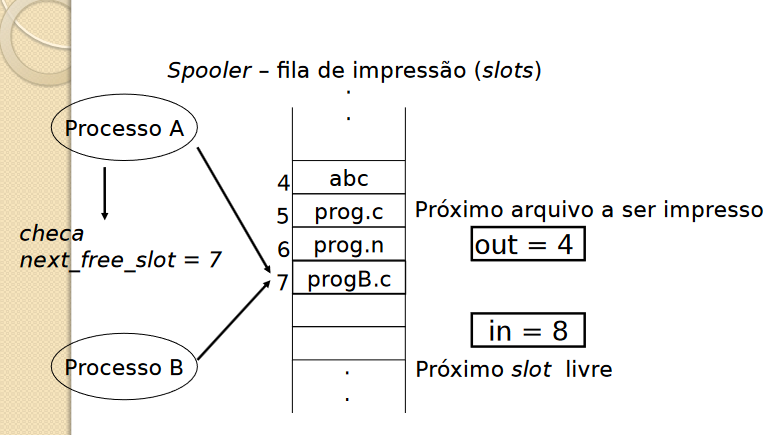 Spooler – fila de impressão (slots)
.
.
Processo A
4 abc
5 prog.c
Próximo arquivo a ser impresso
checa
next_free_slot = 7
6 prog.n
out = 4
7 progB.c
in = 8
Processo B
Próximo slot livre
.
.